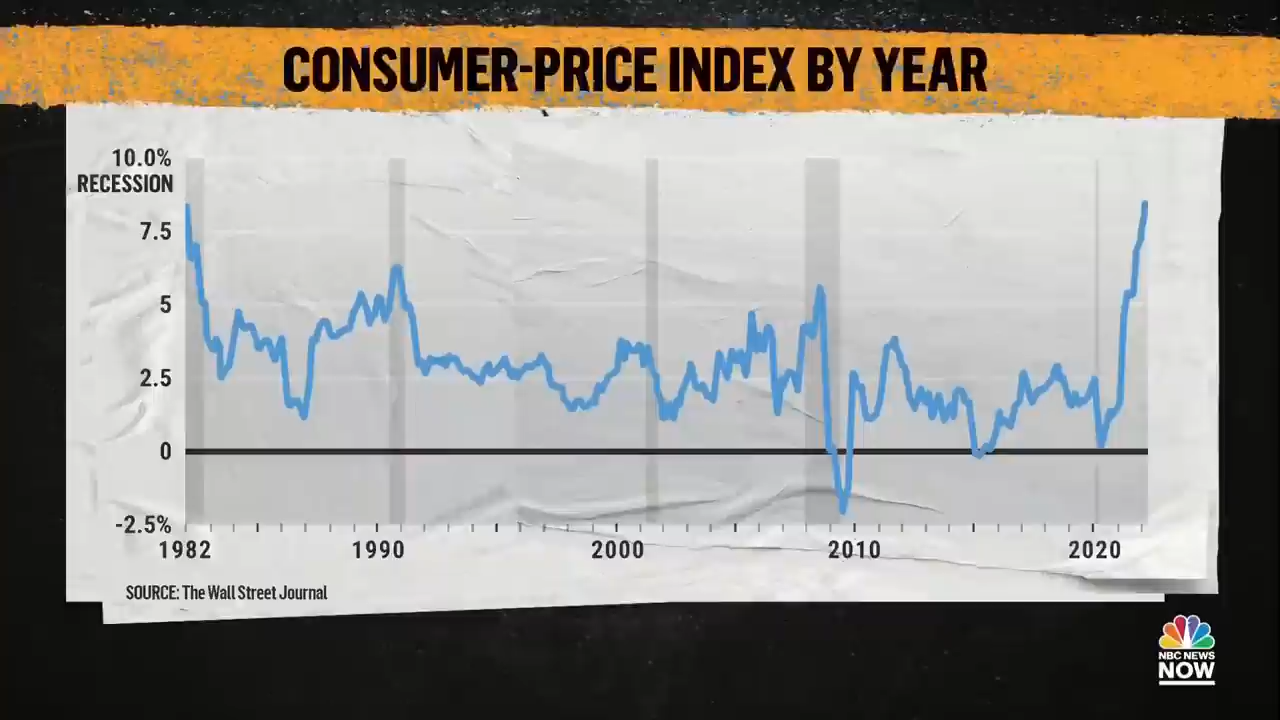 CONSUMER-PRICE INDEX BY YEAR
10.0%
RECESSION
7.5
5
2.5
0
-2.5%
1982
1990
2000
2010
2020
SOURCE: The Wall Street Journal
NBC NEWS
NOW